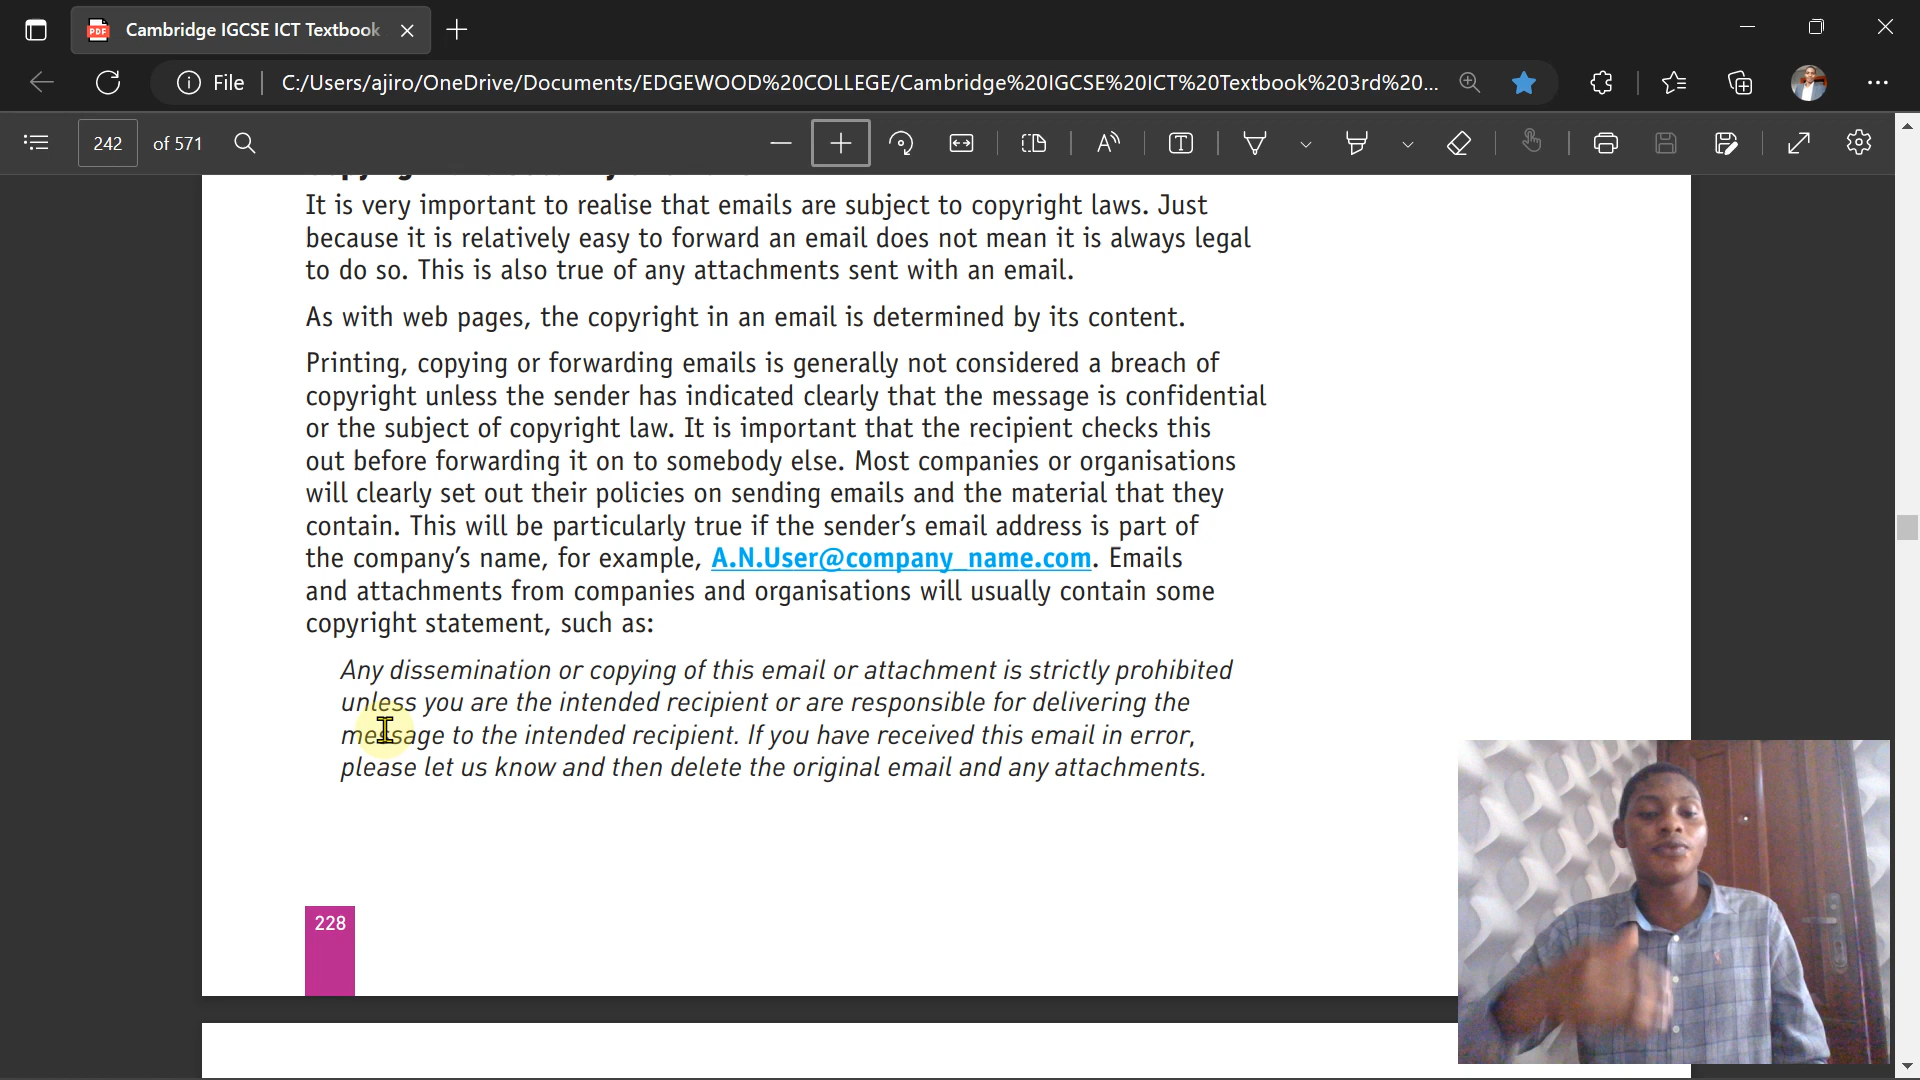 Cambridge IGCSE ICT Textbook
File
C:/Users/ajiro/OneDrive/Documents/EDGEWOOD%20COLLEGE/Cambridge%20IGCSE%20ICT%20Textbook%203rd%20...
242 of 571
It is very important to realise that emails are subject to copyright laws. Just
because it is relatively easy to forward an email does not mean it is always legal
to do so. This is also true of any attachments sent with an email.
As with web pages, the copyright in an email is determined by its content.
Printing, copying or forwarding emails is generally not considered a breach of
copyright unless the sender has indicated clearly that the message is confidential
or the subject of copyright law. It is important that the recipient checks this
out before forwarding it on to somebody else. Most companies or organisations
will clearly set out their policies on sending emails and the material that they
contain. This will be particularly true if the sender's email address is part of
the company's name, for example, A.N.User@company_name.com. Emails
and attachments from companies and organisations will usually contain some
copyright statement, such as:
Any dissemination or copying of this email or attachment is strictly prohibited
unless you are the intended recipient or are responsible for delivering the
message to the intended recipient. If you have received this email in error,
please let us know and then delete the original email and any attachments.
228